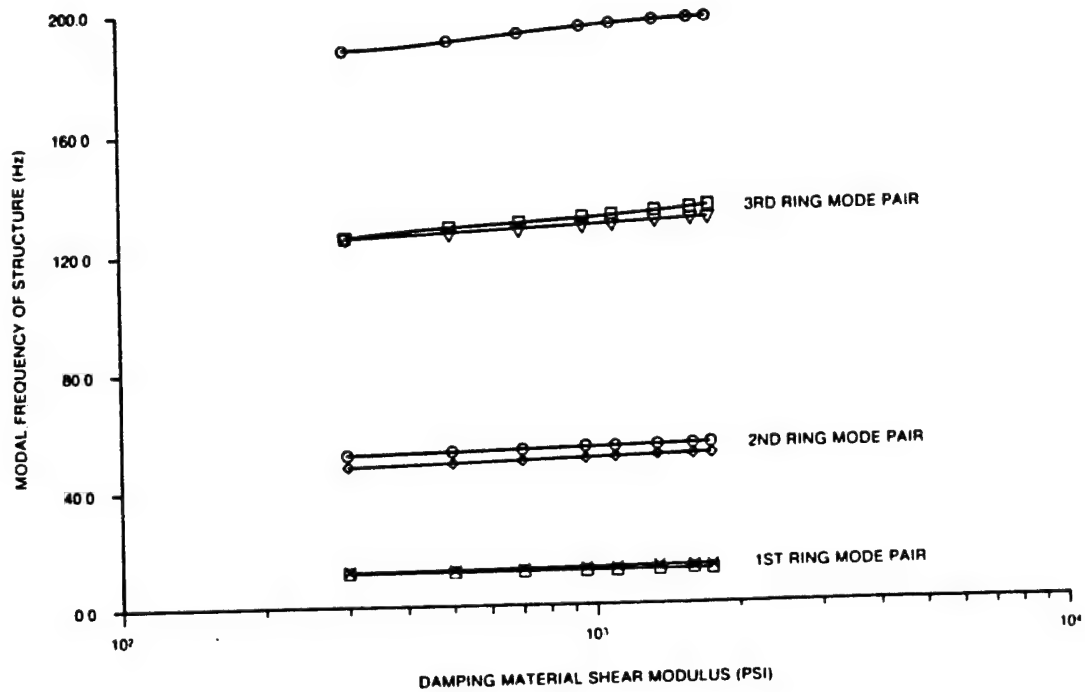 200.0
160.0
120.0
80.0
40.0
0.0
MODAL FREQUENCY OF STRUCTURE (Hz)
3RD RING MODE PAIR
2ND RING MODE PAIR
1ST RING MODE PAIR
10²
10³
10⁴
DAMPING MATERIAL SHEAR MODULUS (PSI)